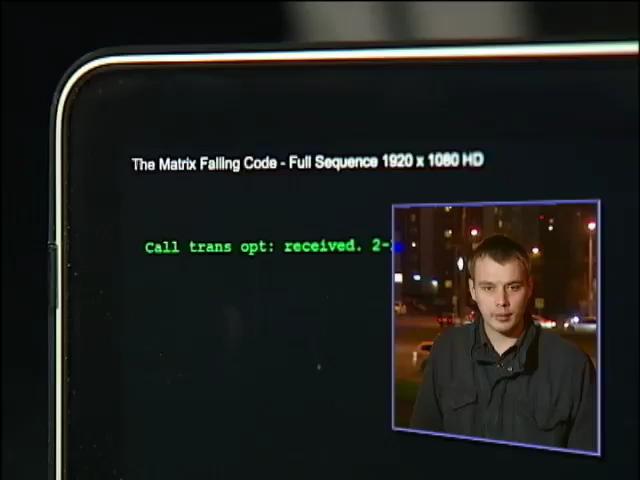 The Matrix Falling Code - Full Sequence 1920 x 1080 HD
Call trans opt: received. 2-